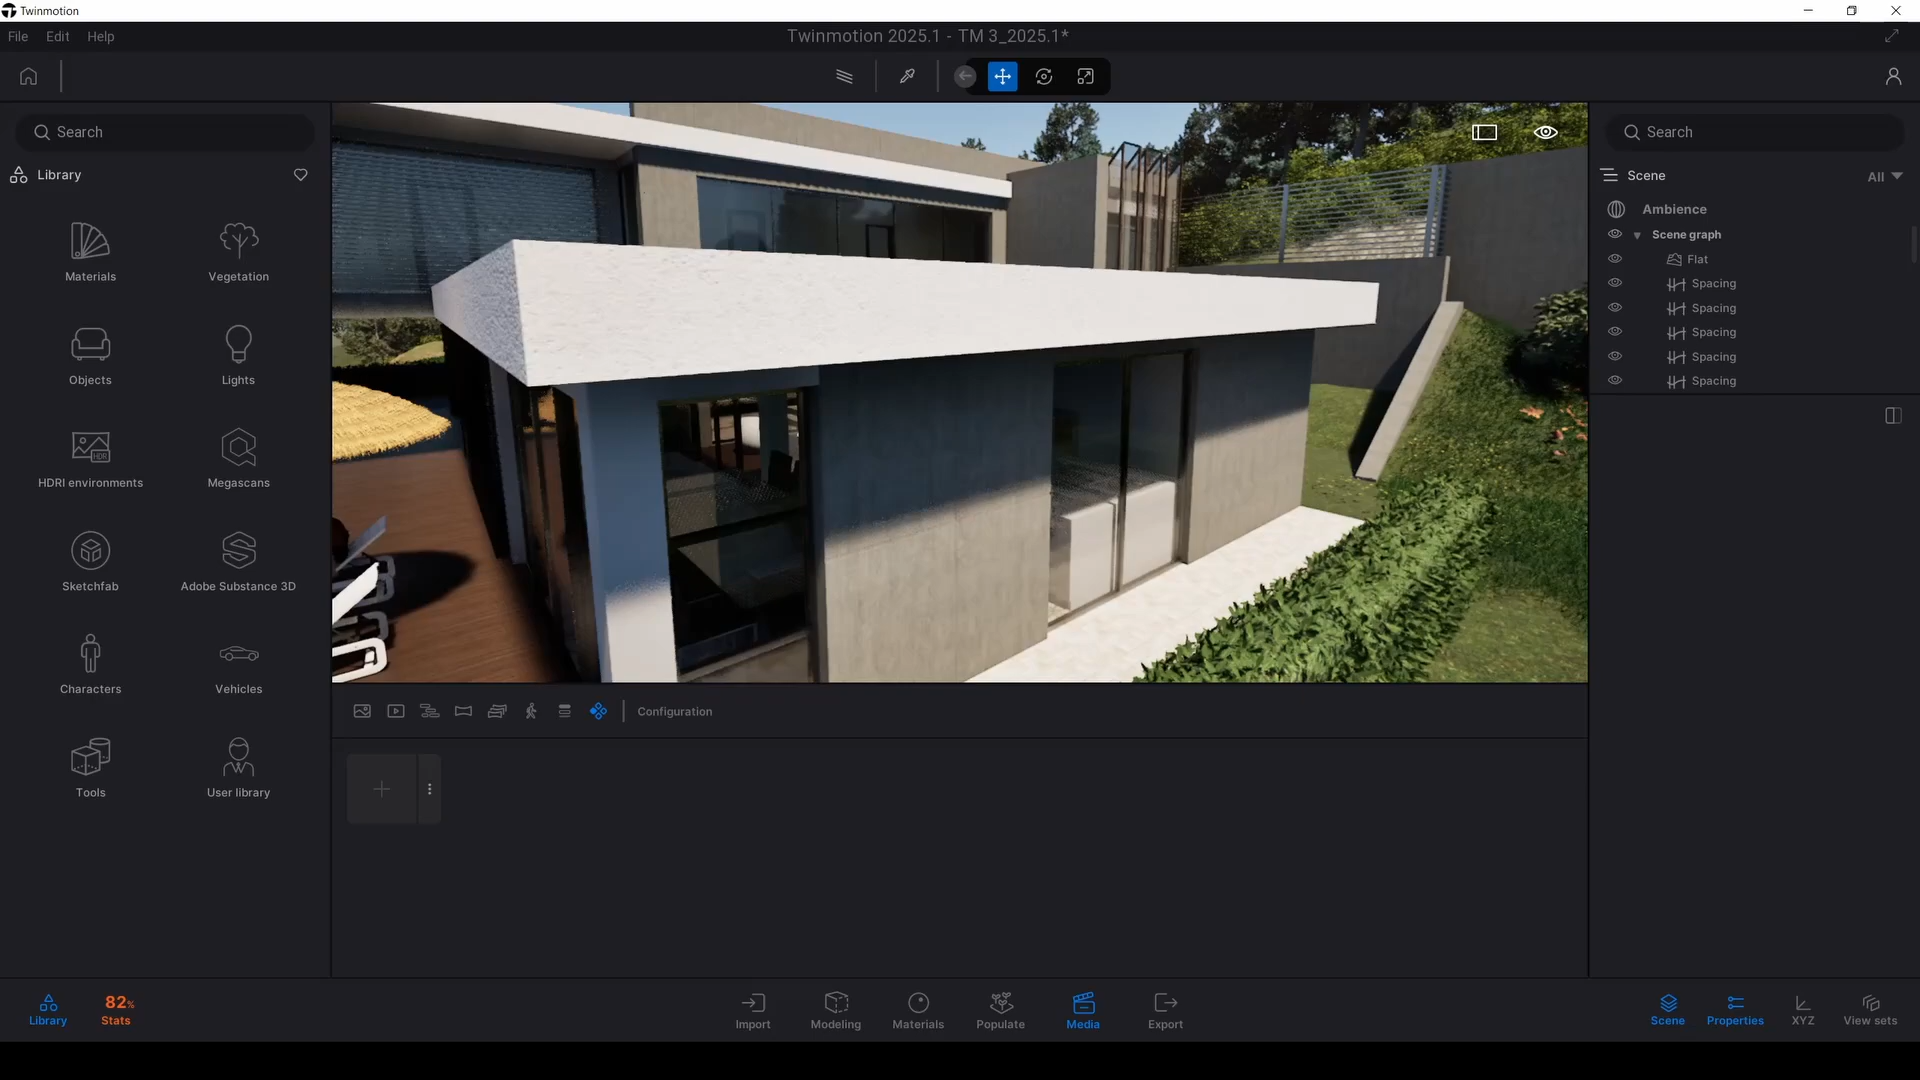 Twinmotion
File Edit Help
Twinmotion 2025.1 - TM 3_2025.1*
Search
Library
Materials
Vegetation
Objects
Lights
HDR
HDRI environments
Megascans
Sketchfab
Adobe Substance 3D
Characters
Vehicles
Tools
User library
Configuration
Search
Scene
All
Ambience
Scene graph
Flat
Spacing
Spacing
Spacing
Spacing
Spacing
Library
82%
Stats
Import
Modeling
Materials
Populate
Media
Export
Scene
Properties
XYZ
View sets